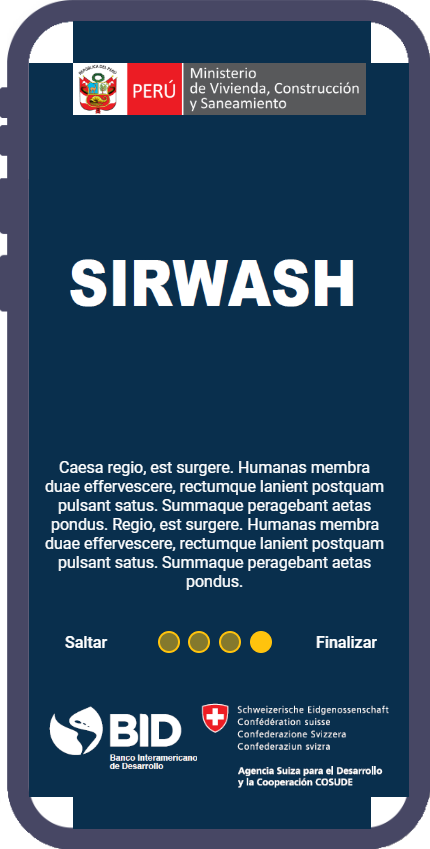 REPÚBLICA DEL PERÚ
PERÚ
Ministerio
de Vivienda, Construcción
y Saneamiento
SIRWASH
Caesa regio, est surgere. Humanas membra
duae effervescere, rectumque lanient postquam
pulsant satus. Summaque peragebant aetas
pondus. Regio, est surgere. Humanas membra
duae effervescere, rectumque lanient postquam
pulsant satus. Summaque peragebant aetas
pondus.
Saltar
Finalizar
BID
Banco Interamericano
de Desarrollo
Schweizerische Eidgenossenschaft
Confédération suisse
Confederazione Svizzera
Confederaziun svizra
Agencia Suiza para el Desarrollo
y la Cooperación COSUDE